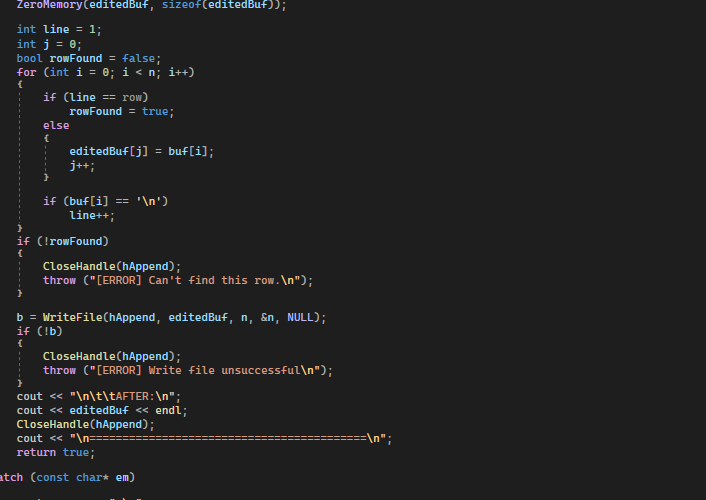 ZeroMemory(editedBuf, sizeof(editedBuf));
int line = 1;
int j = 0;
bool rowFound = false;
for (int i = 0; i < n; i++)
{
if (line == row)
rowFound = true;
else
{
editedBuf[j] = buf[i];
j++;
}
if (buf[i] == '\n')
line++;
}
if (!rowFound)
{
CloseHandle(hAppend);
throw ("[ERROR] Can't find this row.\n");
}
b = WriteFile(hAppend, editedBuf, n, &n, NULL);
if (!b)
{
CloseHandle(hAppend);
throw ("[ERROR] Write file unsuccessful\n");
}
cout << "\n\t\tAFTER:\n";
cout << editedBuf << endl;
CloseHandle(hAppend);
cout << "\n==========================================\n";
return true;
atch (const char* em)